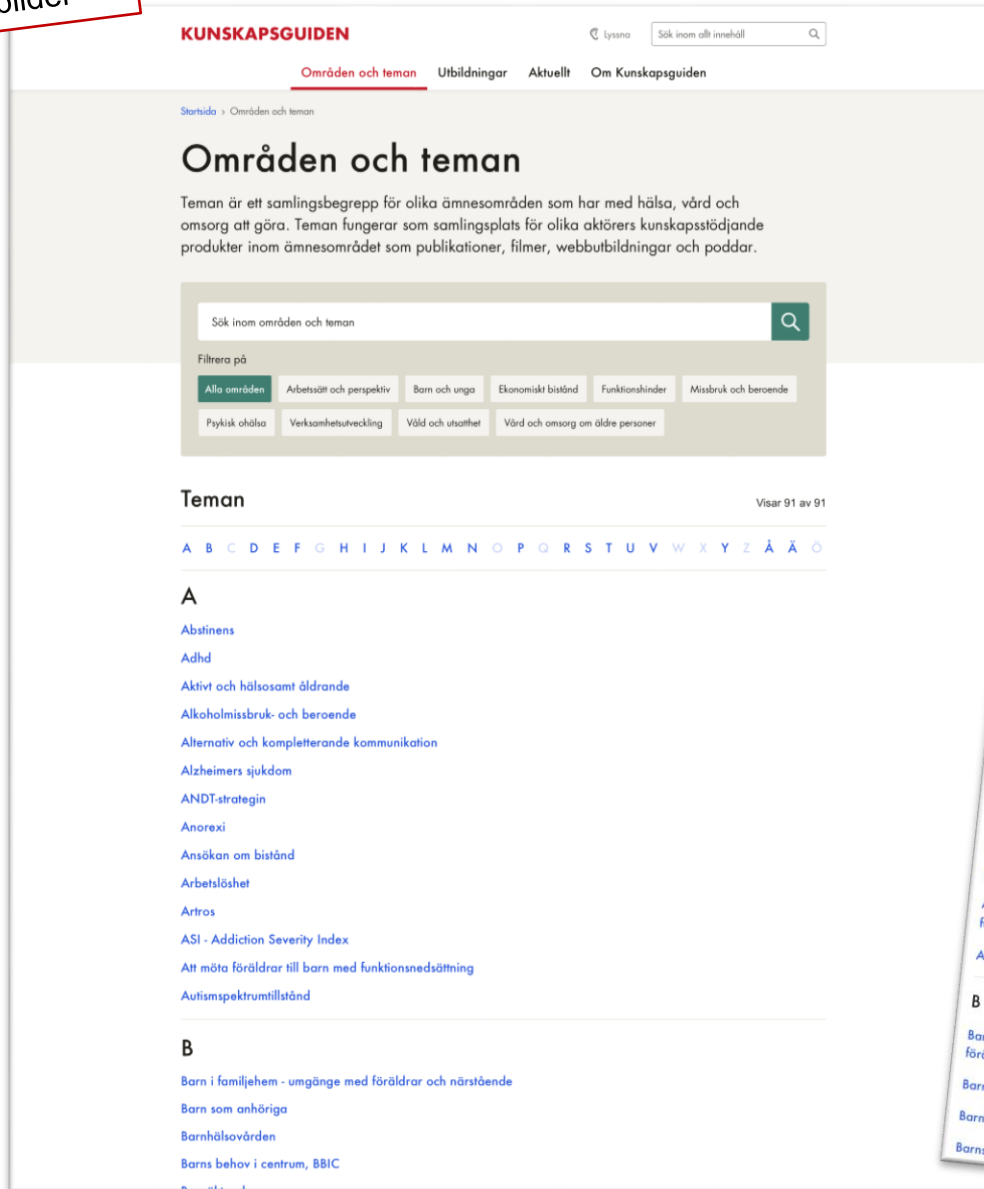 KUNSKAPSGUIDEN
Lyssna
Sök inom allt innehåll
Områden och teman Utbildningar Aktuellt Om Kunskapsguiden
Startsida › Områden och teman
Områden och teman
Teman är ett samlingsbegrepp för olika ämnesområden som har med hälsa, vård och
omsorg att göra. Teman fungerar som samlingsplats för olika aktörers kunskapsstödjande
produkter inom ämnesområdet som publikationer, filmer, webbutbildningar och poddar.
Sök inom områden och teman
Filtrera på
Alla områden Arbetssätt och perspektiv Barn och unga Ekonomiskt bistånd Funktionshinder Missbruk och beroende
Psykisk ohälsa Verksamhetsutveckling Våld och utsatthet Vård och omsorg om äldre personer
Teman
Visar 91 av 91
A B C D E F G H I J K L M N O P Q R S T U V W X Y Z Å Ä Ö
A
Abstinens
Adhd
Aktivt och hälsosamt åldrande
Alkoholmissbruk- och beroende
Alternativ och kompletterande kommunikation
Alzheimers sjukdom
ANDT-strategin
Anorexi
Ansökan om bistånd
Arbetslöshet
Artros
ASI - Addiction Severity Index
Att möta föräldrar till barn med funktionsnedsättning
Autismspektrumtillstånd
B
Barn i familjehem - umgänge med föräldrar och närstående
Barn som anhöriga
Barnhälsovården
Barns behov i centrum, BBIC
B